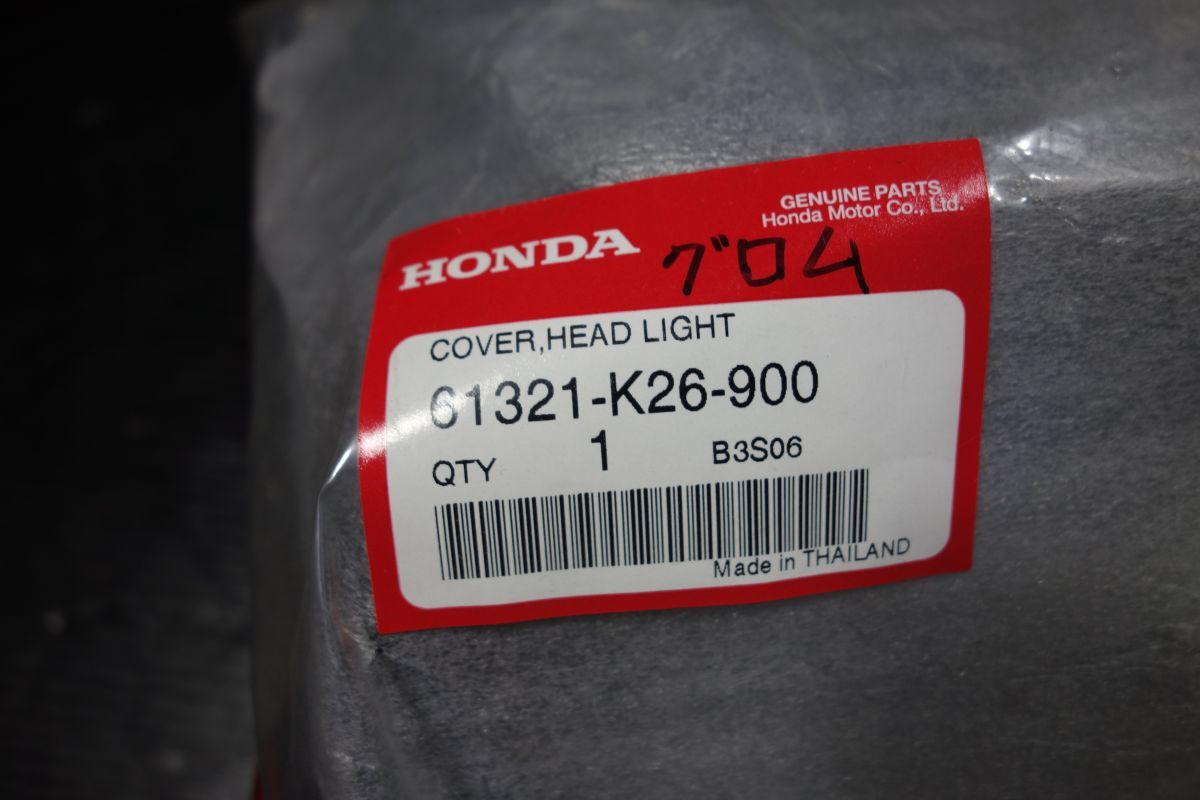 GENUINE PARTS
Honda Motor Co., Ltd.
HONDA
グロム
COVER,HEAD LIGHT
61321-K26-900
QTY 1 B3S06
Made in THAILAND